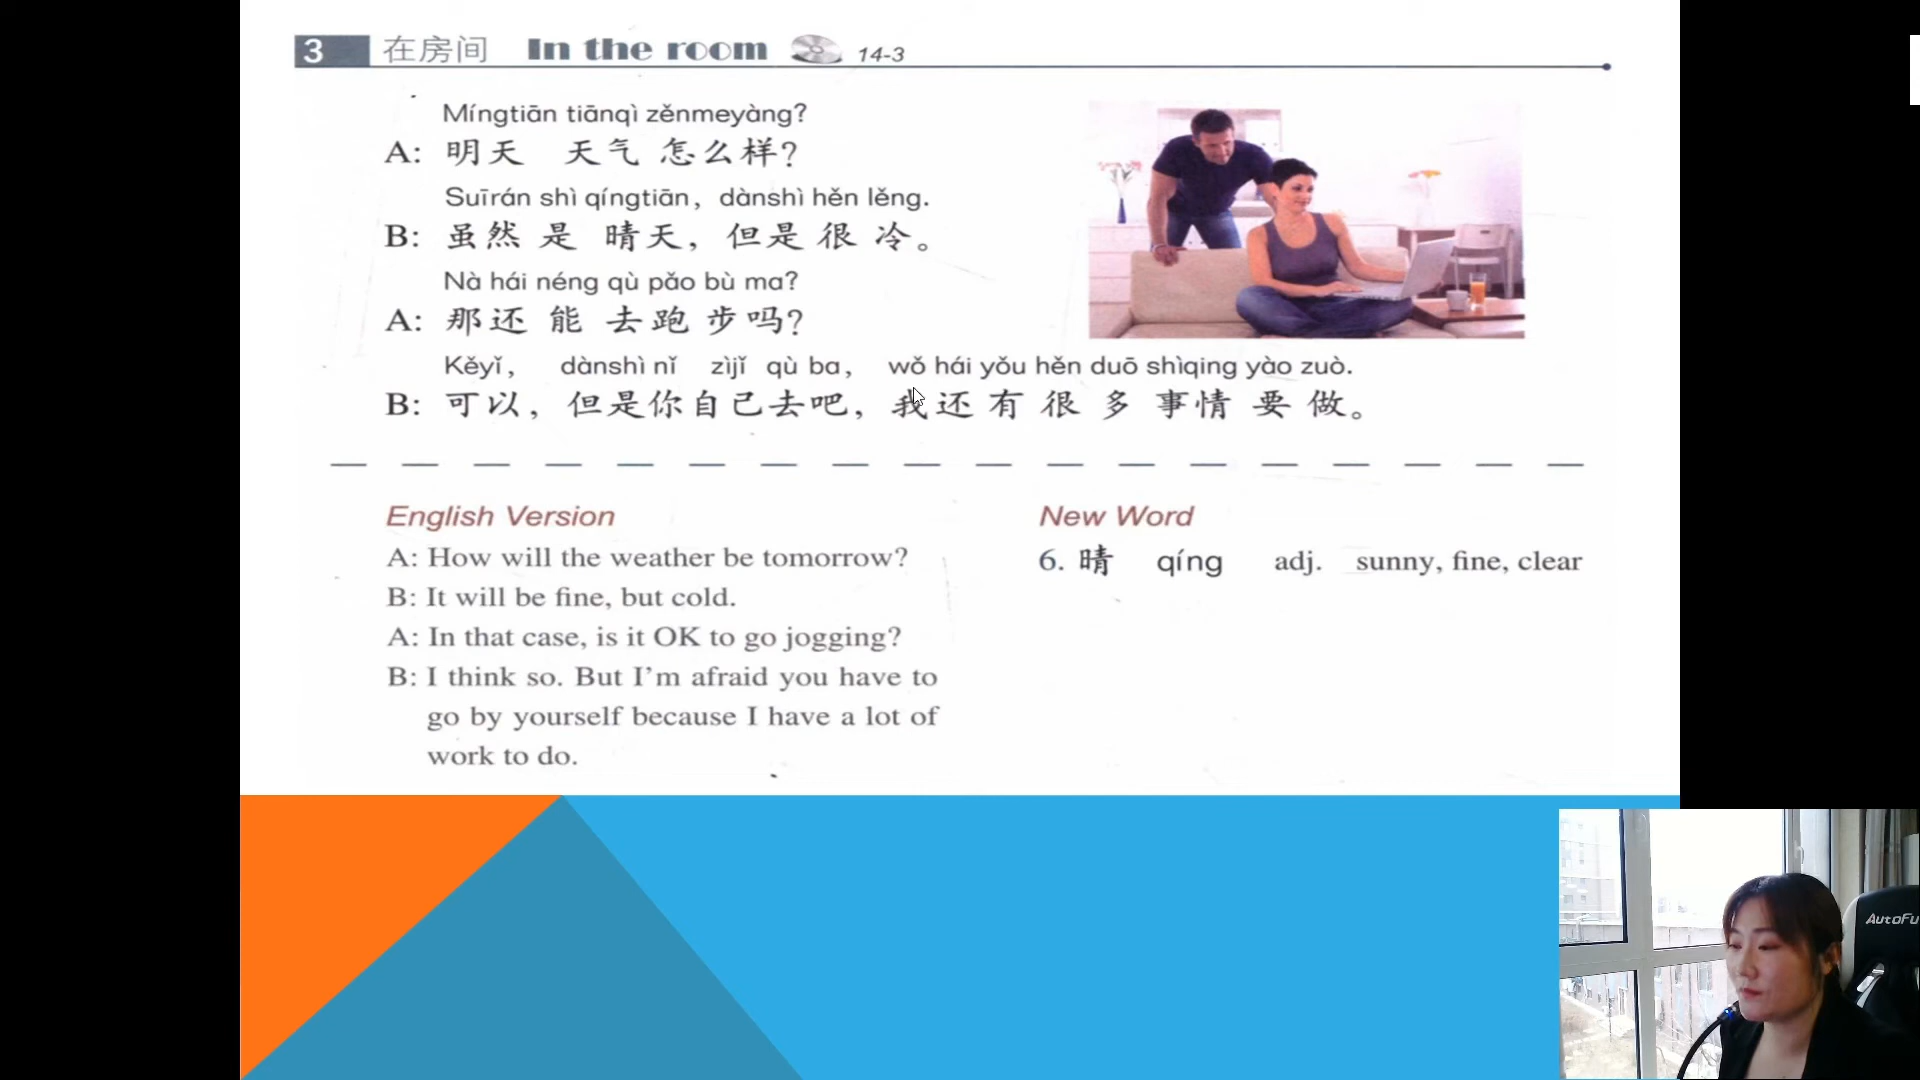 3 在房间 In the room 14-3
Míngtiān tiānqì zěnmeyàng?
A: 明天 天气 怎么样?
Suīrán shì qíngtiān, dànshì hěn lěng.
B: 虽然 是 晴天, 但是 很 冷。
Nà hái néng qù pǎo bù ma?
A: 那还 能 去跑 步吗?
Kěyǐ, dànshì nǐ zìjǐ qù ba, wǒ hái yǒu hěn duō shìqing yào zuò.
B: 可以, 但是你自己去吧, 我还 有 很 多 事情 要 做。
English Version
A: How will the weather be tomorrow?
B: It will be fine, but cold.
A: In that case, is it OK to go jogging?
B: I think so. But I'm afraid you have to
go by yourself because I have a lot of
work to do.
New Word
6. 晴 qíng adj. sunny, fine, clear
AutoFu